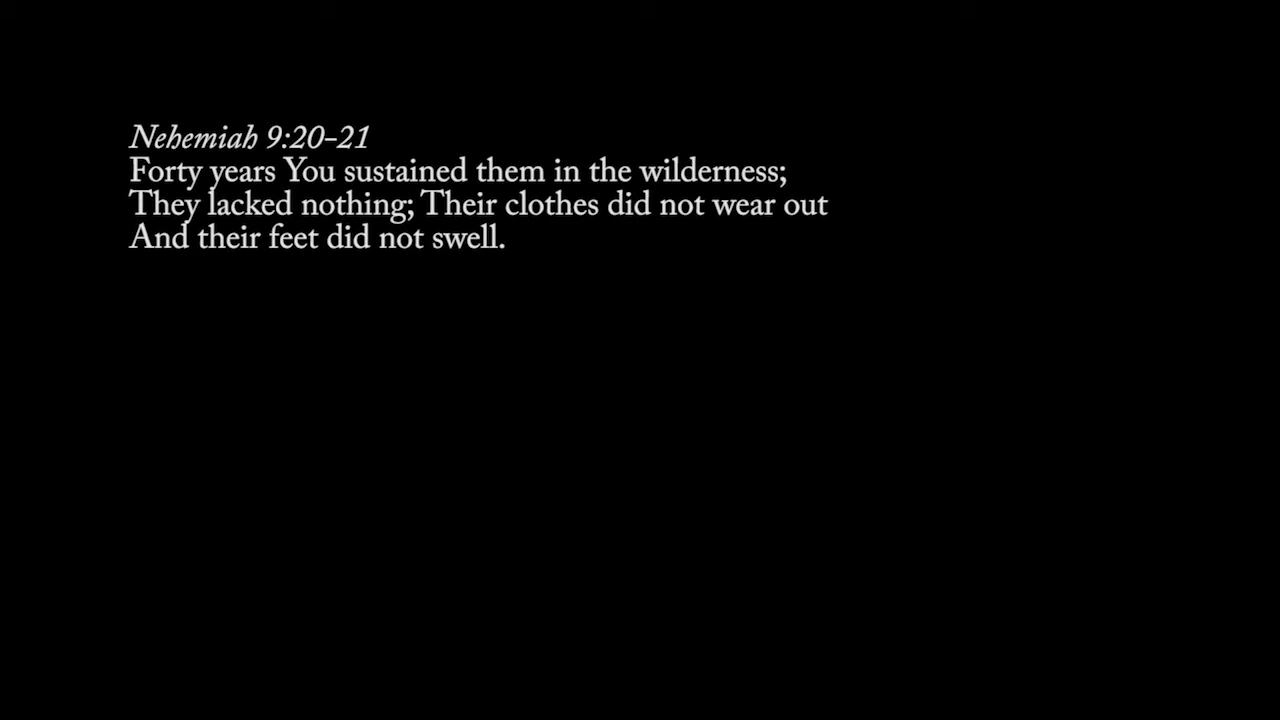 Nehemiah 9:20-21
Forty years You sustained them in the wilderness;
They lacked nothing; Their clothes did not wear out
And their feet did not swell.